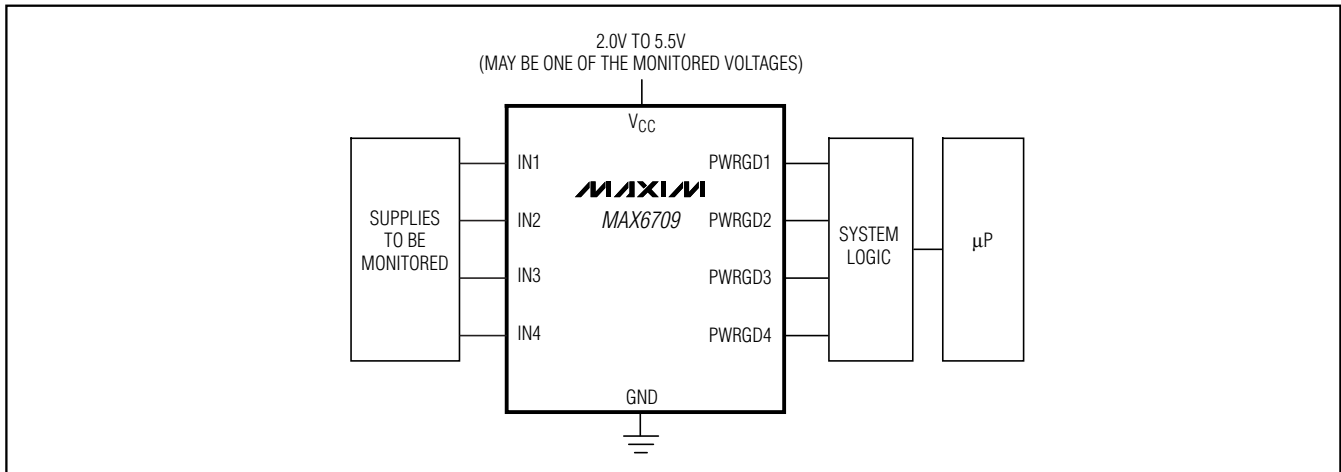 2.0V TO 5.5V
(MAY BE ONE OF THE MONITORED VOLTAGES)
VCC
SUPPLIES
TO BE
MONITORED
IN1
IN2
IN3
IN4
MAXIM
MAX6709
PWRGD1
PWRGD2
PWRGD3
PWRGD4
GND
SYSTEM
LOGIC
µP